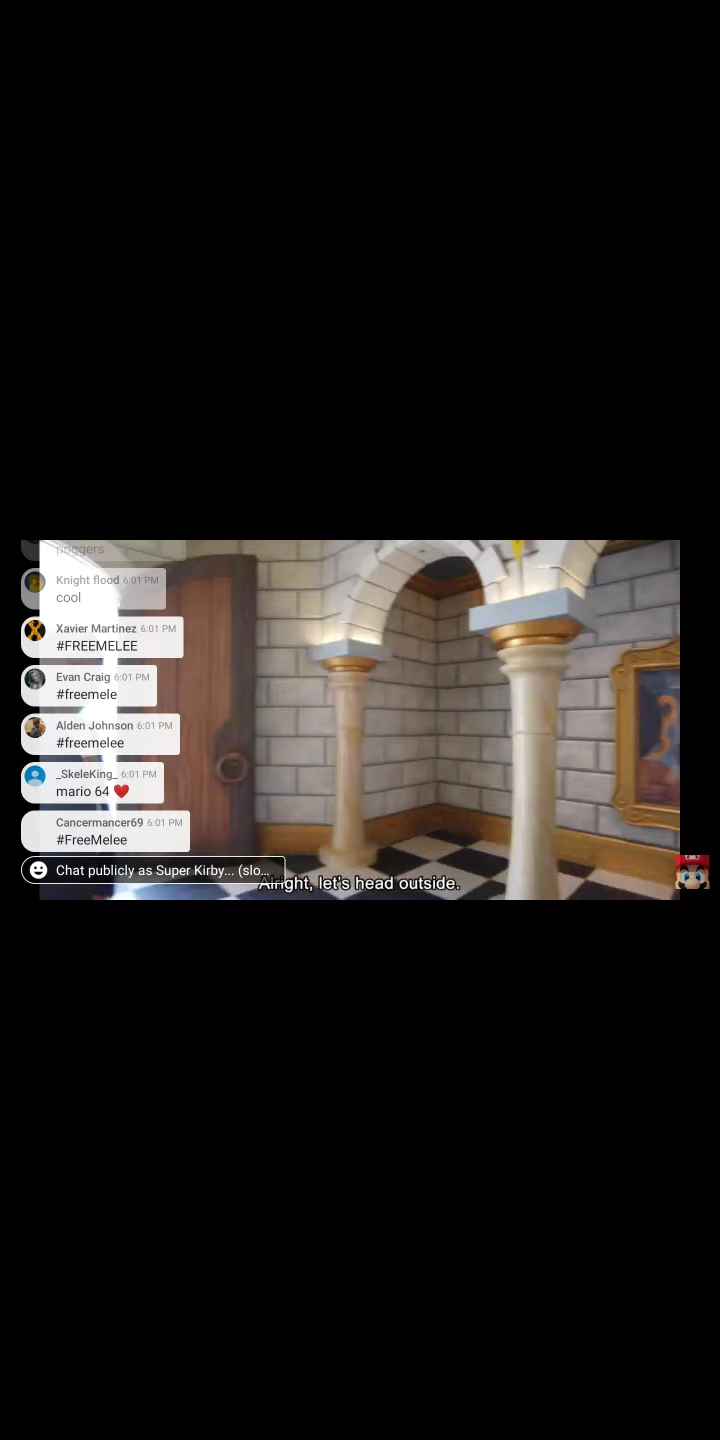 poggers
Knight flood 6:01 PM
cool
Xavier Martinez 6:01 PM
#FREEMELEE
Evan Craig 6:01 PM
#freemele
Alden Johnson 6:01 PM
#freemelee
_SkeleKing_ 6:01 PM
mario 64 ❤️
Cancermancer69 6:01 PM
#FreeMelee
Chat publicly as Super Kirby... (slo...
Alright, let's head outside.